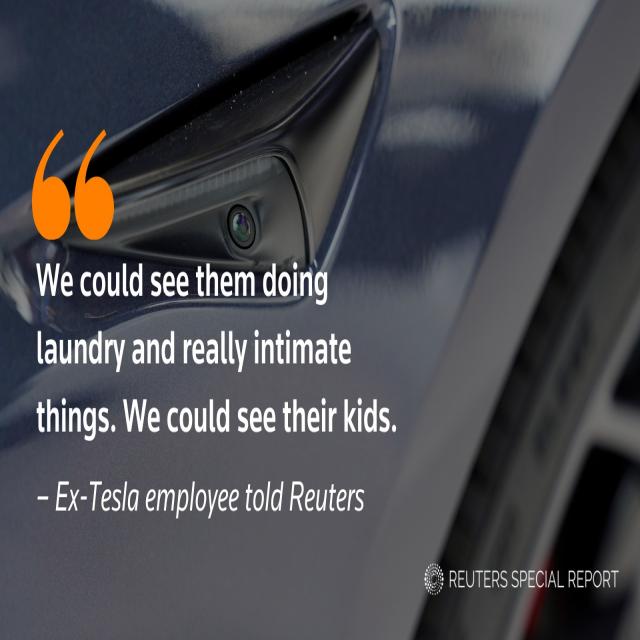 “
We could see them doing
laundry and really intimate
things. We could see their kids.
– Ex-Tesla employee told Reuters
REUTERS SPECIAL REPORT